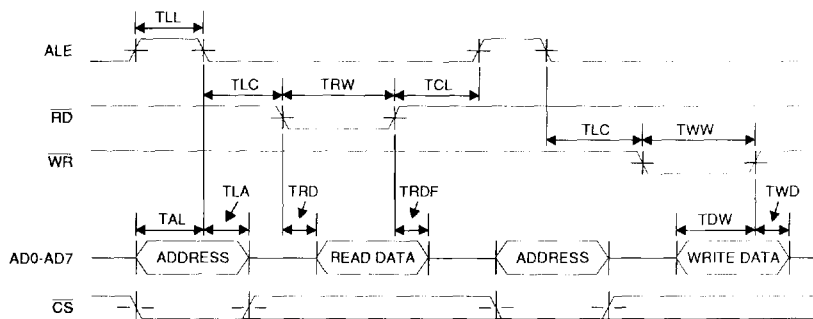 TLL
ALE
TLC TRW TCL
RD
TLC TWW
WR
TLA TRD TRDF TWD
TAL TDW
AD0-AD7 ADDRESS READ DATA ADDRESS WRITE DATA
CS